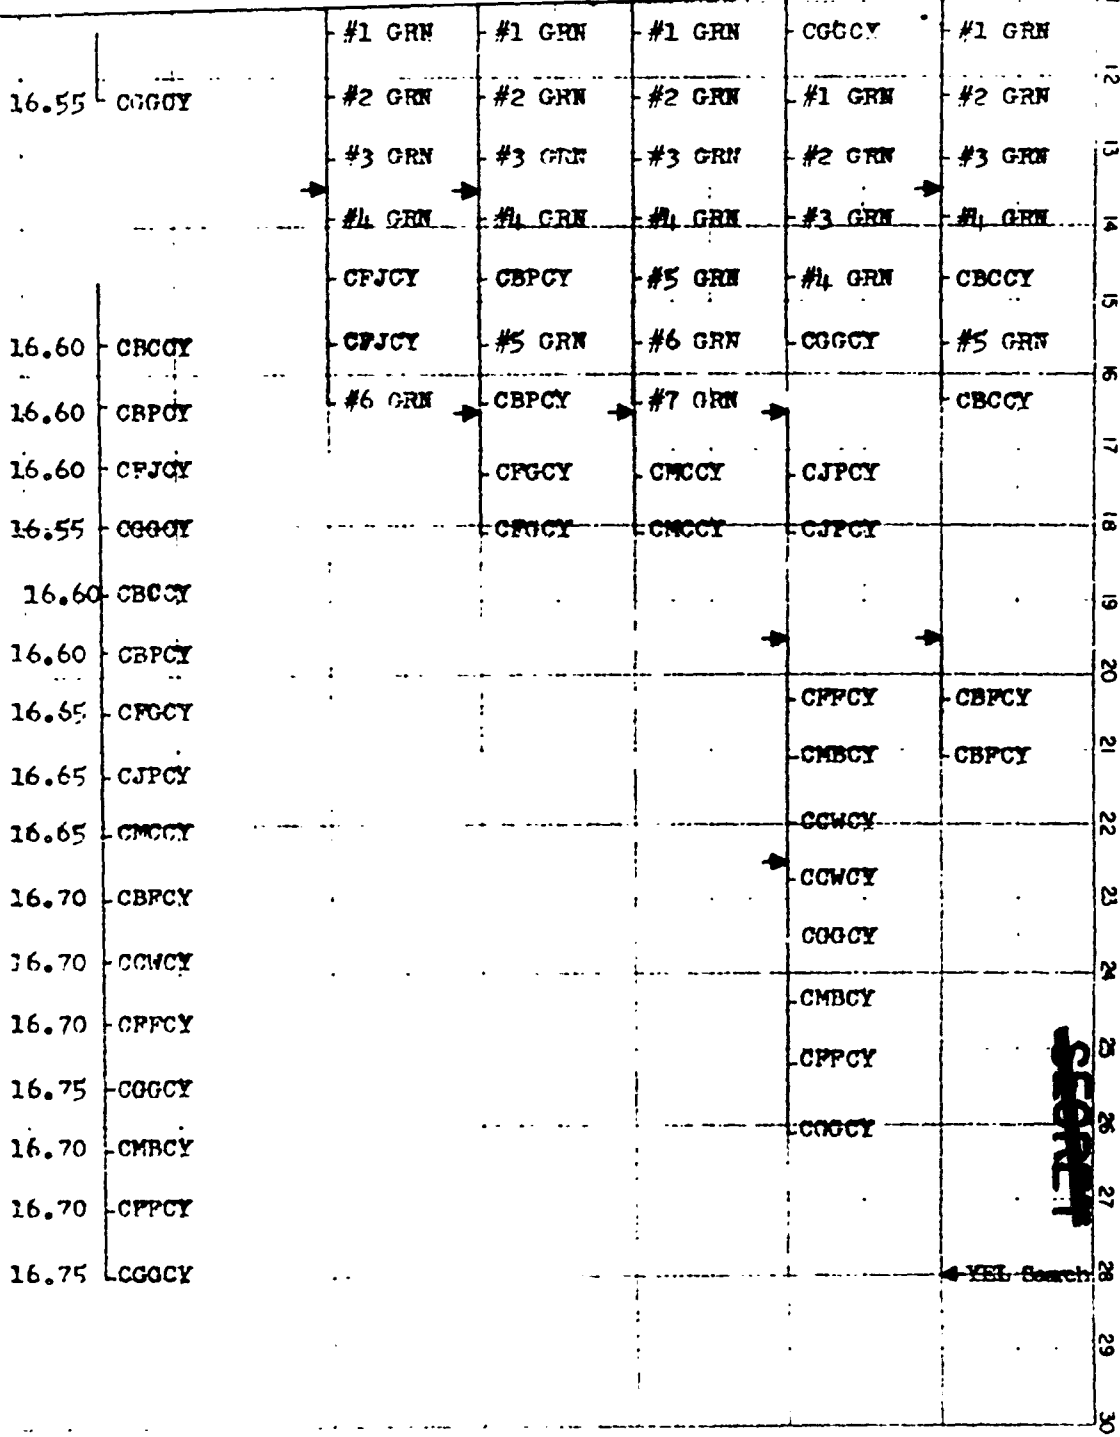 #1 GRN #1 GRN #1 GRN CGGCY #1 GRN
12
16.55 CGGCY #2 GRN #2 GRN #2 GRN #1 GRN #2 GRN
13
#3 GRN #3 GRN #3 GRN #2 GRN #3 GRN
14
#4 GRN #4 GRN #4 GRN #3 GRN #4 GRN
CFJCY CBPCY #5 GRN #4 GRN CBCCY
15
16.60 CBCCY CFJCY #5 GRN #6 GRN CGGCY #5 GRN
16
16.60 CBPCY #6 GRN CBPCY #7 GRN CBCCY
17
16.60 CFJCY CFGCY CMCCY CJPCY
16.55 CGGCY CFGCY CMCCY CJPCY 18
16.60 CBCCY 19
16.60 CBPCY
20
16.65 CFGCY CFPCY CBFCY
16.65 CJPCY CMBCY CBFCY 21
16.65 CMCCY CCWCY 22
16.70 CBFCY CCWCY 23
16.70 CCWCY CGGCY 24
16.70 CFPCY CMBCY
25
16.75 CGGCY CFPCY
SECRET
16.70 CMBCY CGGCY 26
16.70 CFPCY 27
16.75 CGGCY YEL Search 28
29
30